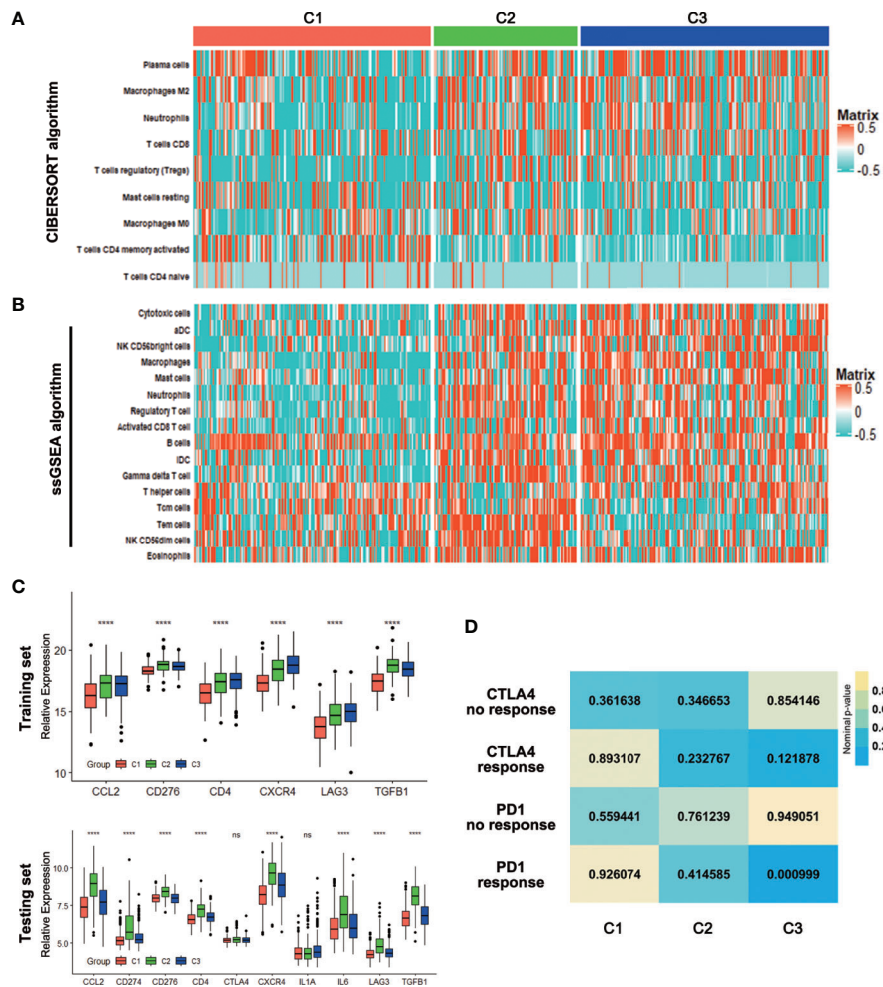 A
C1 C2 C3
CIBERSORT algorithm
Plasma cells
Macrophages M2
Neutrophils
T cells CD8
T cells regulatory (Tregs)
Mast cells resting
Macrophages M0
T cells CD4 memory activated
T cells CD4 naive
Matrix
0.5
0
-0.5
B
ssGSEA algorithm
Cytotoxic cells
aDC
NK CD56bright cells
Macrophages
Mast cells
Neutrophils
Regulatory T cell
Activated CD8 T cell
B cells
iDC
Gamma delta T cell
T helper cells
Tcm cells
Tem cells
NK CD56dim cells
Eosinophils
Matrix
0.5
0
-0.5
C
Training set
Relative Expreession
**** **** **** **** **** ****
20
15
10
Group C1 C2 C3
CCL2 CD276 CD4 CXCR4 LAG3 TGFB1
Testing set
Relative Expression
**** **** **** **** ns **** ns **** **** ****
10.0
7.5
5.0
Group C1 C2 C3
CCL2 CD274 CD276 CD4 CTLA4 CXCR4 IL1A IL6 LAG3 TGFB1
D
CTLA4 no response 0.361638 0.346653 0.854146
CTLA4 response 0.893107 0.232767 0.121878
PD1 no response 0.559441 0.761239 0.949051
PD1 response 0.926074 0.414585 0.000999
C1 C2 C3
Nominal p-value